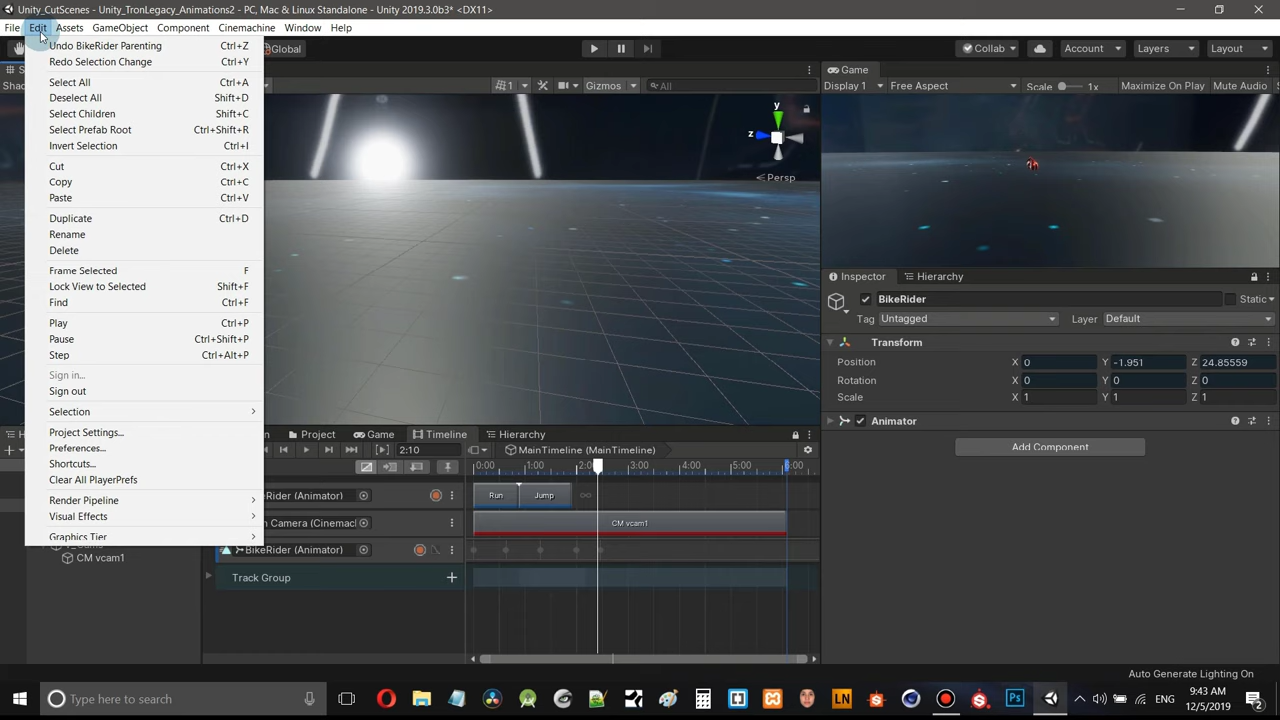 Unity_CutScenes - Unity_TronLegacy_Animations2 - PC, Mac & Linux Standalone - Unity 2019.3.0b3* <DX11>
File Edit Assets GameObject Component Cinemachine Window Help
Global
Collab
Account
Layers
Layout
Undo BikeRider Parenting Ctrl+Z
Redo Selection Change Ctrl+Y
Select All Ctrl+A
Deselect All Shift+D
Select Children Shift+C
Select Prefab Root Ctrl+Shift+R
Invert Selection Ctrl+I
Cut Ctrl+X
Copy Ctrl+C
Paste Ctrl+V
Duplicate Ctrl+D
Rename
Delete
Frame Selected F
Lock View to Selected Shift+F
Find Ctrl+F
Play Ctrl+P
Pause Ctrl+Shift+P
Step Ctrl+Alt+P
Sign in...
Sign out
Selection
Project Settings...
Preferences...
Shortcuts...
Clear All PlayerPrefs
Render Pipeline
Visual Effects
Graphics Tier
CM vcam1
1 Gizmos All
y
z
Persp
Game
Display 1 Free Aspect Scale 1x Maximize On Play Mute Audio
Inspector Hierarchy
BikeRider Static
Tag Untagged Layer Default
Transform
Position X 0 Y -1.951 Z 24.85559
Rotation X 0 Y 0 Z 0
Scale X 1 Y 1 Z 1
Animator
Add Component
Project Game Timeline Hierarchy
2:10 MainTimeline (MainTimeline)
0:00 1:00 3:00 4:00 5:00 6:00
Rider (Animator) Run Jump
Camera (Cinemac CM vcam1
BikeRider (Animator)
Track Group
Auto Generate Lighting On
Type here to search
LN
Ps
ENG
9:43 AM
12/5/2019
2